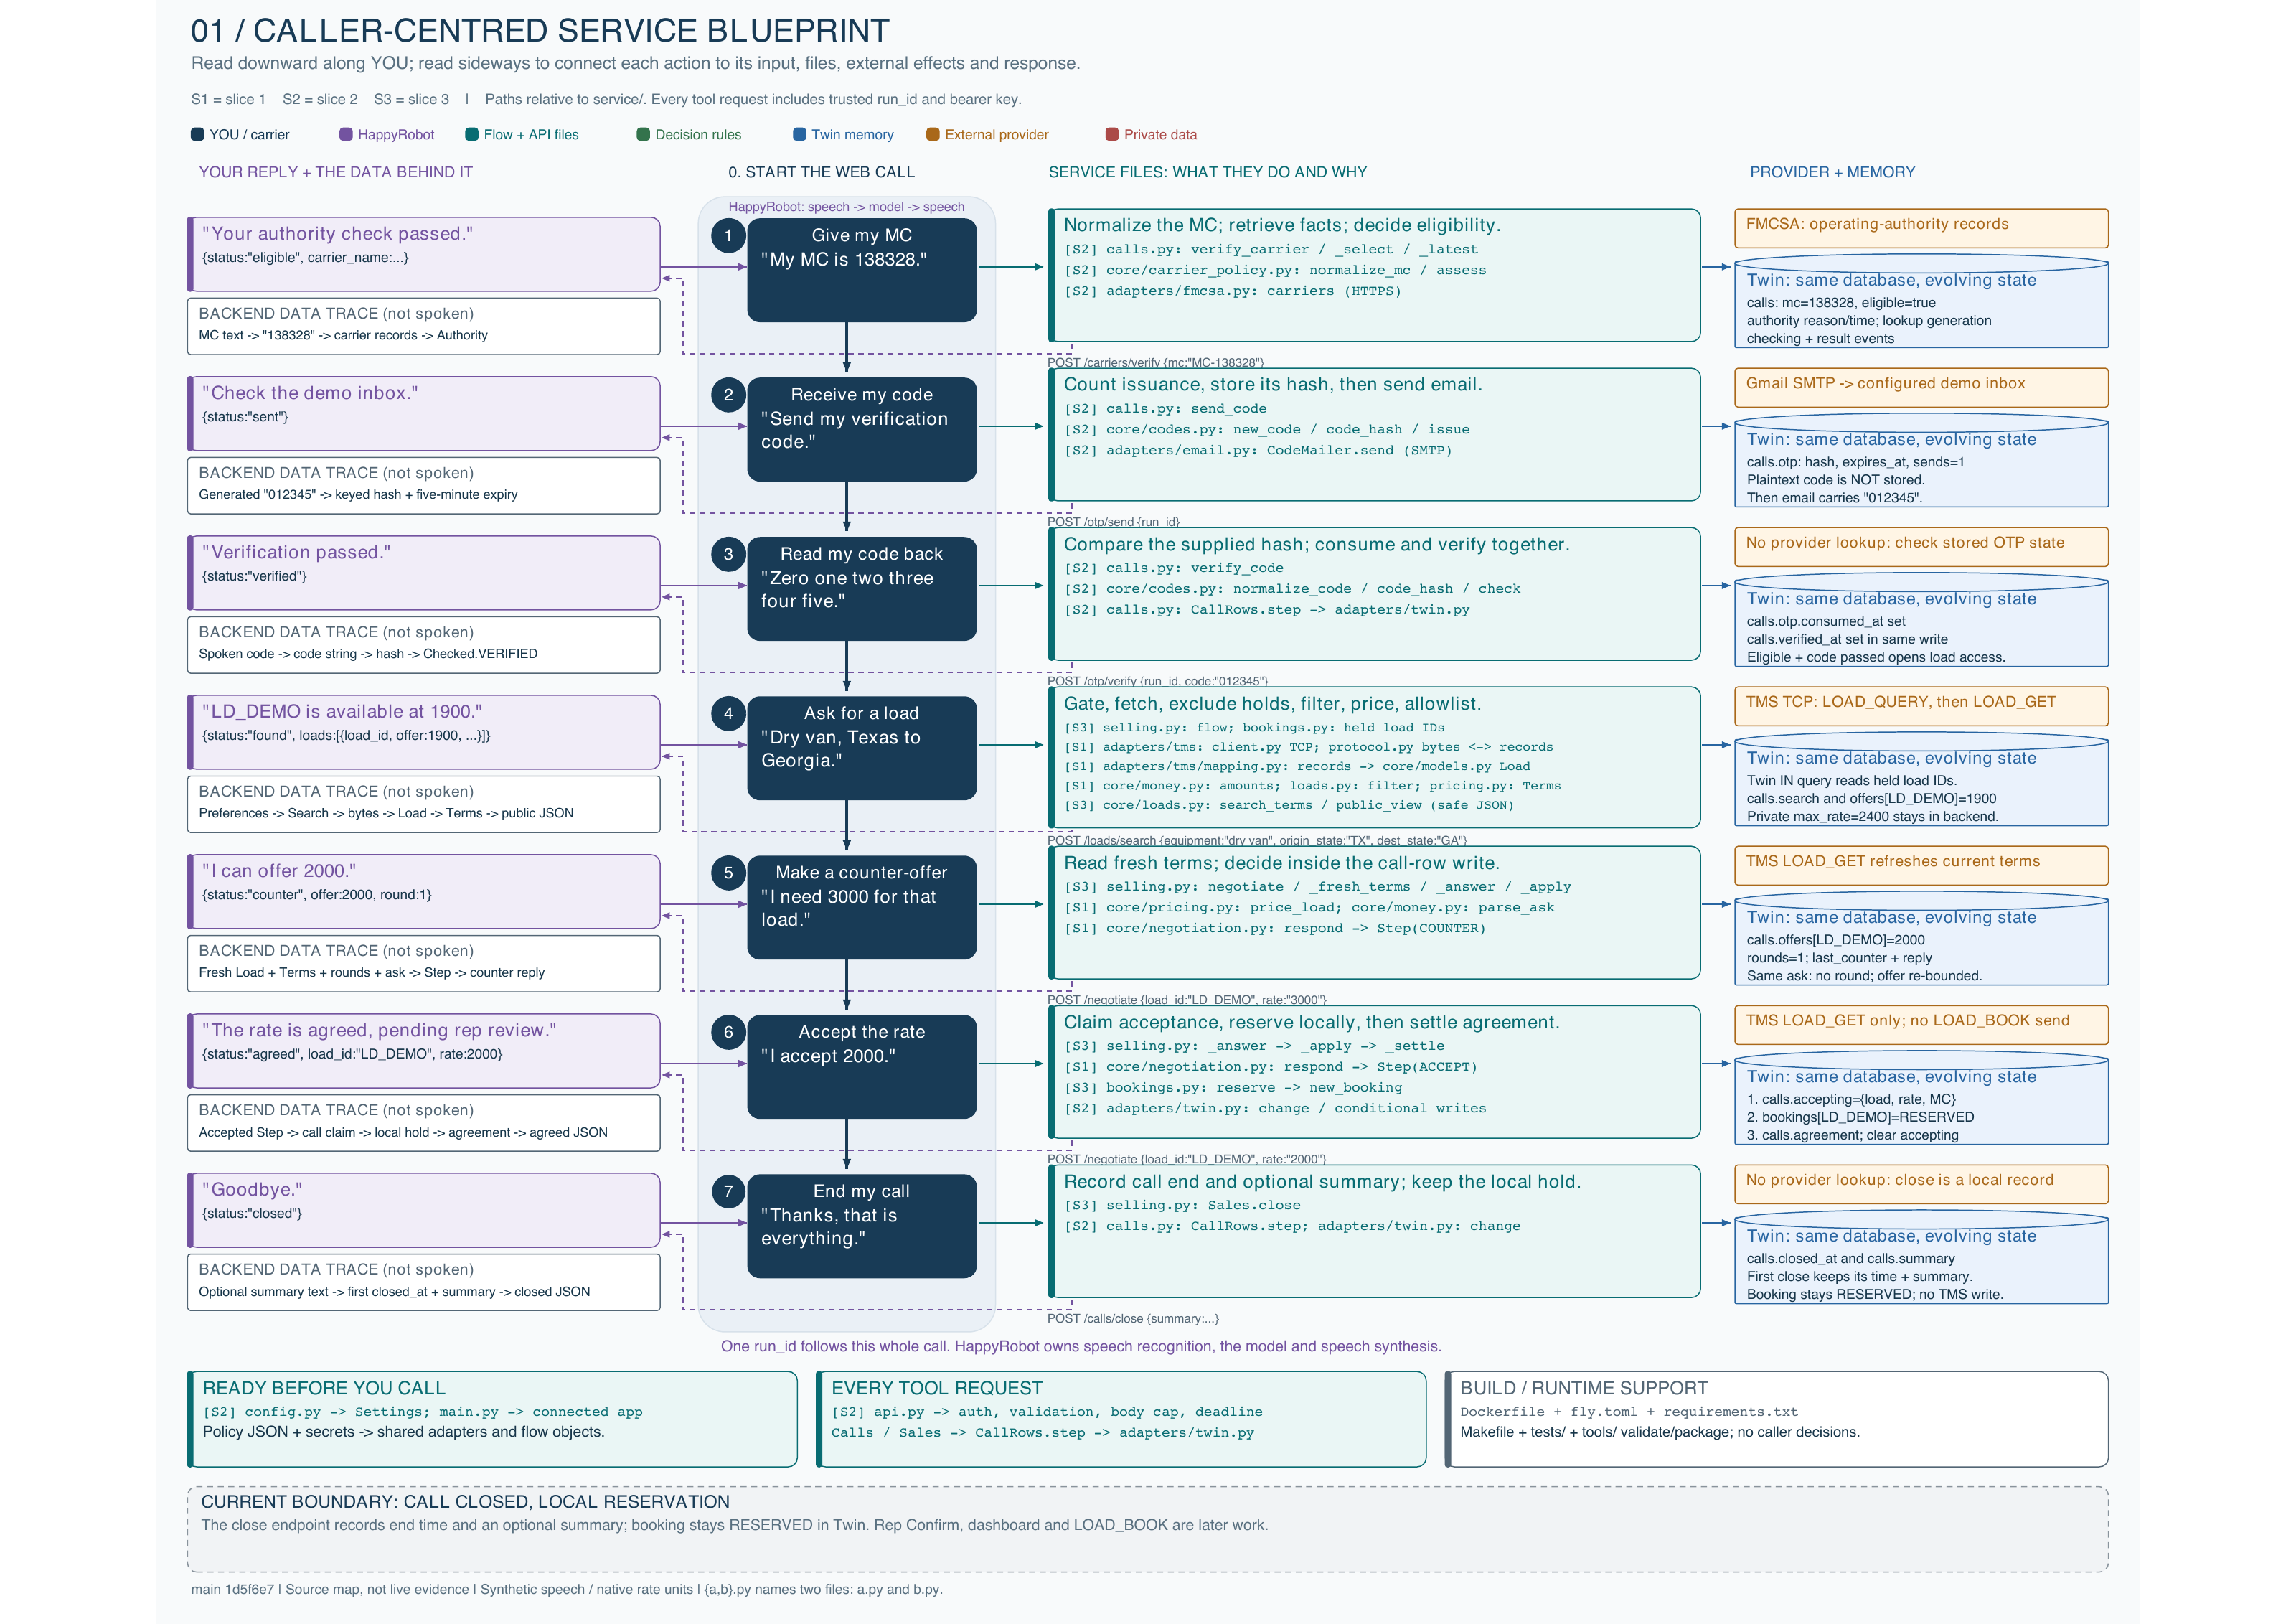 01 / CALLER-CENTRED SERVICE BLUEPRINT
Read downward along YOU; read sideways to connect each action to its input, files, external effects and response.
S1 = slice 1 S2 = slice 2 S3 = slice 3 | Paths relative to service/. Every tool request includes trusted run_id and bearer key.
YOU / carrier HappyRobot Flow + API files Decision rules Twin memory External provider Private data
YOUR REPLY + THE DATA BEHIND IT
0. START THE WEB CALL
SERVICE FILES: WHAT THEY DO AND WHY
PROVIDER + MEMORY
HappyRobot: speech -> model -> speech
"Your authority check passed."
{status:"eligible", carrier_name:...}
BACKEND DATA TRACE (not spoken)
MC text -> "138328" -> carrier records -> Authority
1
Give my MC
"My MC is 138328."
Normalize the MC; retrieve facts; decide eligibility.
[S2] calls.py: verify_carrier / _select / _latest
[S2] core/carrier_policy.py: normalize_mc / assess
[S2] adapters/fmcsa.py: carriers (HTTPS)
POST /carriers/verify {mc:"MC-138328"}
FMCSA: operating-authority records
Twin: same database, evolving state
calls: mc=138328, eligible=true
authority reason/time; lookup generation
checking + result events
"Check the demo inbox."
{status:"sent"}
BACKEND DATA TRACE (not spoken)
Generated "012345" -> keyed hash + five-minute expiry
2
Receive my code
"Send my verification
code."
Count issuance, store its hash, then send email.
[S2] calls.py: send_code
[S2] core/codes.py: new_code / code_hash / issue
[S2] adapters/email.py: CodeMailer.send (SMTP)
POST /otp/send {run_id}
Gmail SMTP -> configured demo inbox
Twin: same database, evolving state
calls.otp: hash, expires_at, sends=1
Plaintext code is NOT stored.
Then email carries "012345".
"Verification passed."
{status:"verified"}
BACKEND DATA TRACE (not spoken)
Spoken code -> code string -> hash -> Checked.VERIFIED
3
Read my code back
"Zero one two three
four five."
Compare the supplied hash; consume and verify together.
[S2] calls.py: verify_code
[S2] core/codes.py: normalize_code / code_hash / check
[S2] calls.py: CallRows.step -> adapters/twin.py
POST /otp/verify {run_id, code:"012345"}
No provider lookup: check stored OTP state
Twin: same database, evolving state
calls.otp.consumed_at set
calls.verified_at set in same write
Eligible + code passed opens load access.
"LD_DEMO is available at 1900."
{status:"found", loads:[{load_id, offer:1900, ...}]}
BACKEND DATA TRACE (not spoken)
Preferences -> Search -> bytes -> Load -> Terms -> public JSON
4
Ask for a load
"Dry van, Texas to
Georgia."
Gate, fetch, exclude holds, filter, price, allowlist.
[S3] selling.py: flow; bookings.py: held load IDs
[S1] adapters/tms: client.py TCP; protocol.py bytes <-> records
[S1] adapters/tms/mapping.py: records -> core/models.py Load
[S1] core/money.py: amounts; loads.py: filter; pricing.py: Terms
[S3] core/loads.py: search_terms / public_view (safe JSON)
POST /loads/search {equipment:"dry van", origin_state:"TX", dest_state:"GA"}
TMS TCP: LOAD_QUERY, then LOAD_GET
Twin: same database, evolving state
Twin IN query reads held load IDs.
calls.search and offers[LD_DEMO]=1900
Private max_rate=2400 stays in backend.
"I can offer 2000."
{status:"counter", offer:2000, round:1}
BACKEND DATA TRACE (not spoken)
Fresh Load + Terms + rounds + ask -> Step -> counter reply
5
Make a counter-offer
"I need 3000 for that
load."
Read fresh terms; decide inside the call-row write.
[S3] selling.py: negotiate / _fresh_terms / _answer / _apply
[S1] core/pricing.py: price_load; core/money.py: parse_ask
[S1] core/negotiation.py: respond -> Step(COUNTER)
POST /negotiate {load_id:"LD_DEMO", rate:"3000"}
TMS LOAD_GET refreshes current terms
Twin: same database, evolving state
calls.offers[LD_DEMO]=2000
rounds=1; last_counter + reply
Same ask: no round; offer re-bounded.
"The rate is agreed, pending rep review."
{status:"agreed", load_id:"LD_DEMO", rate:2000}
BACKEND DATA TRACE (not spoken)
Accepted Step -> call claim -> local hold -> agreement -> agreed JSON
6
Accept the rate
"I accept 2000."
Claim acceptance, reserve locally, then settle agreement.
[S3] selling.py: _answer -> _apply -> _settle
[S1] core/negotiation.py: respond -> Step(ACCEPT)
[S3] bookings.py: reserve -> new_booking
[S2] adapters/twin.py: change / conditional writes
POST /negotiate {load_id:"LD_DEMO", rate:"2000"}
TMS LOAD_GET only; no LOAD_BOOK send
Twin: same database, evolving state
1. calls.accepting={load, rate, MC}
2. bookings[LD_DEMO]=RESERVED
3. calls.agreement; clear accepting
"Goodbye."
{status:"closed"}
BACKEND DATA TRACE (not spoken)
Optional summary text -> first closed_at + summary -> closed JSON
7
End my call
"Thanks, that is
everything."
Record call end and optional summary; keep the local hold.
[S3] selling.py: Sales.close
[S2] calls.py: CallRows.step; adapters/twin.py: change
POST /calls/close {summary:...}
No provider lookup: close is a local record
Twin: same database, evolving state
calls.closed_at and calls.summary
First close keeps its time + summary.
Booking stays RESERVED; no TMS write.
One run_id follows this whole call. HappyRobot owns speech recognition, the model and speech synthesis.
READY BEFORE YOU CALL
[S2] config.py -> Settings; main.py -> connected app
Policy JSON + secrets -> shared adapters and flow objects.
EVERY TOOL REQUEST
[S2] api.py -> auth, validation, body cap, deadline
Calls / Sales -> CallRows.step -> adapters/twin.py
BUILD / RUNTIME SUPPORT
Dockerfile + fly.toml + requirements.txt
Makefile + tests/ + tools/ validate/package; no caller decisions.
CURRENT BOUNDARY: CALL CLOSED, LOCAL RESERVATION
The close endpoint records end time and an optional summary; booking stays RESERVED in Twin. Rep Confirm, dashboard and LOAD_BOOK are later work.
main 1d5f6e7 | Source map, not live evidence | Synthetic speech / native rate units | {a,b}.py names two files: a.py and b.py.